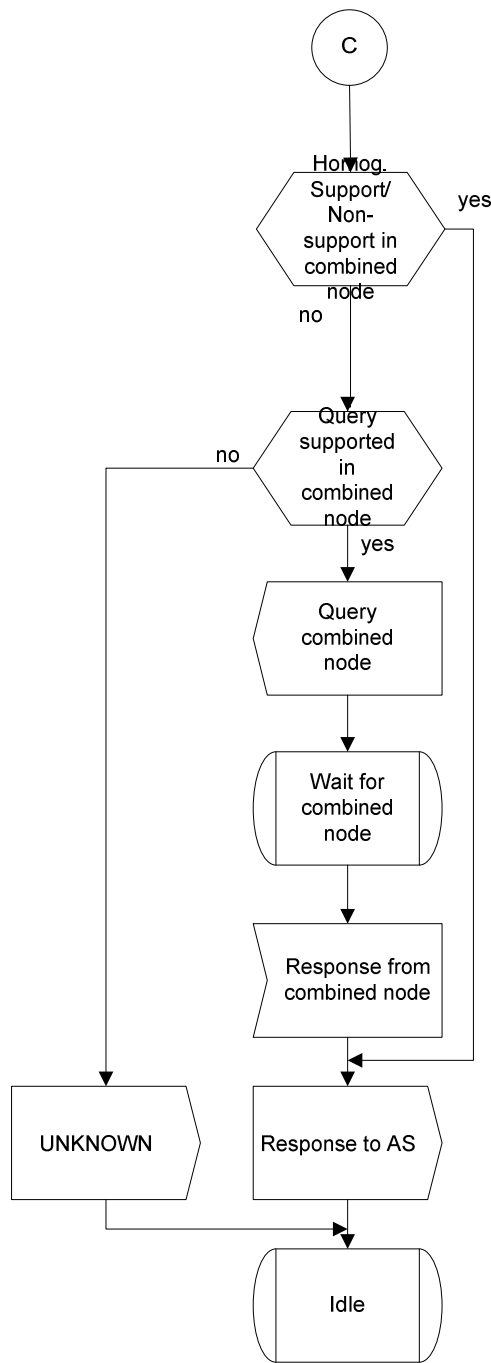 C
Homog.
Support/
Non-
support in
combined
node
yes
no
Query
supported
in
combined
node
no
yes
Query
combined
node
Wait for
combined
node
Response from
combined node
UNKNOWN
Response to AS
Idle